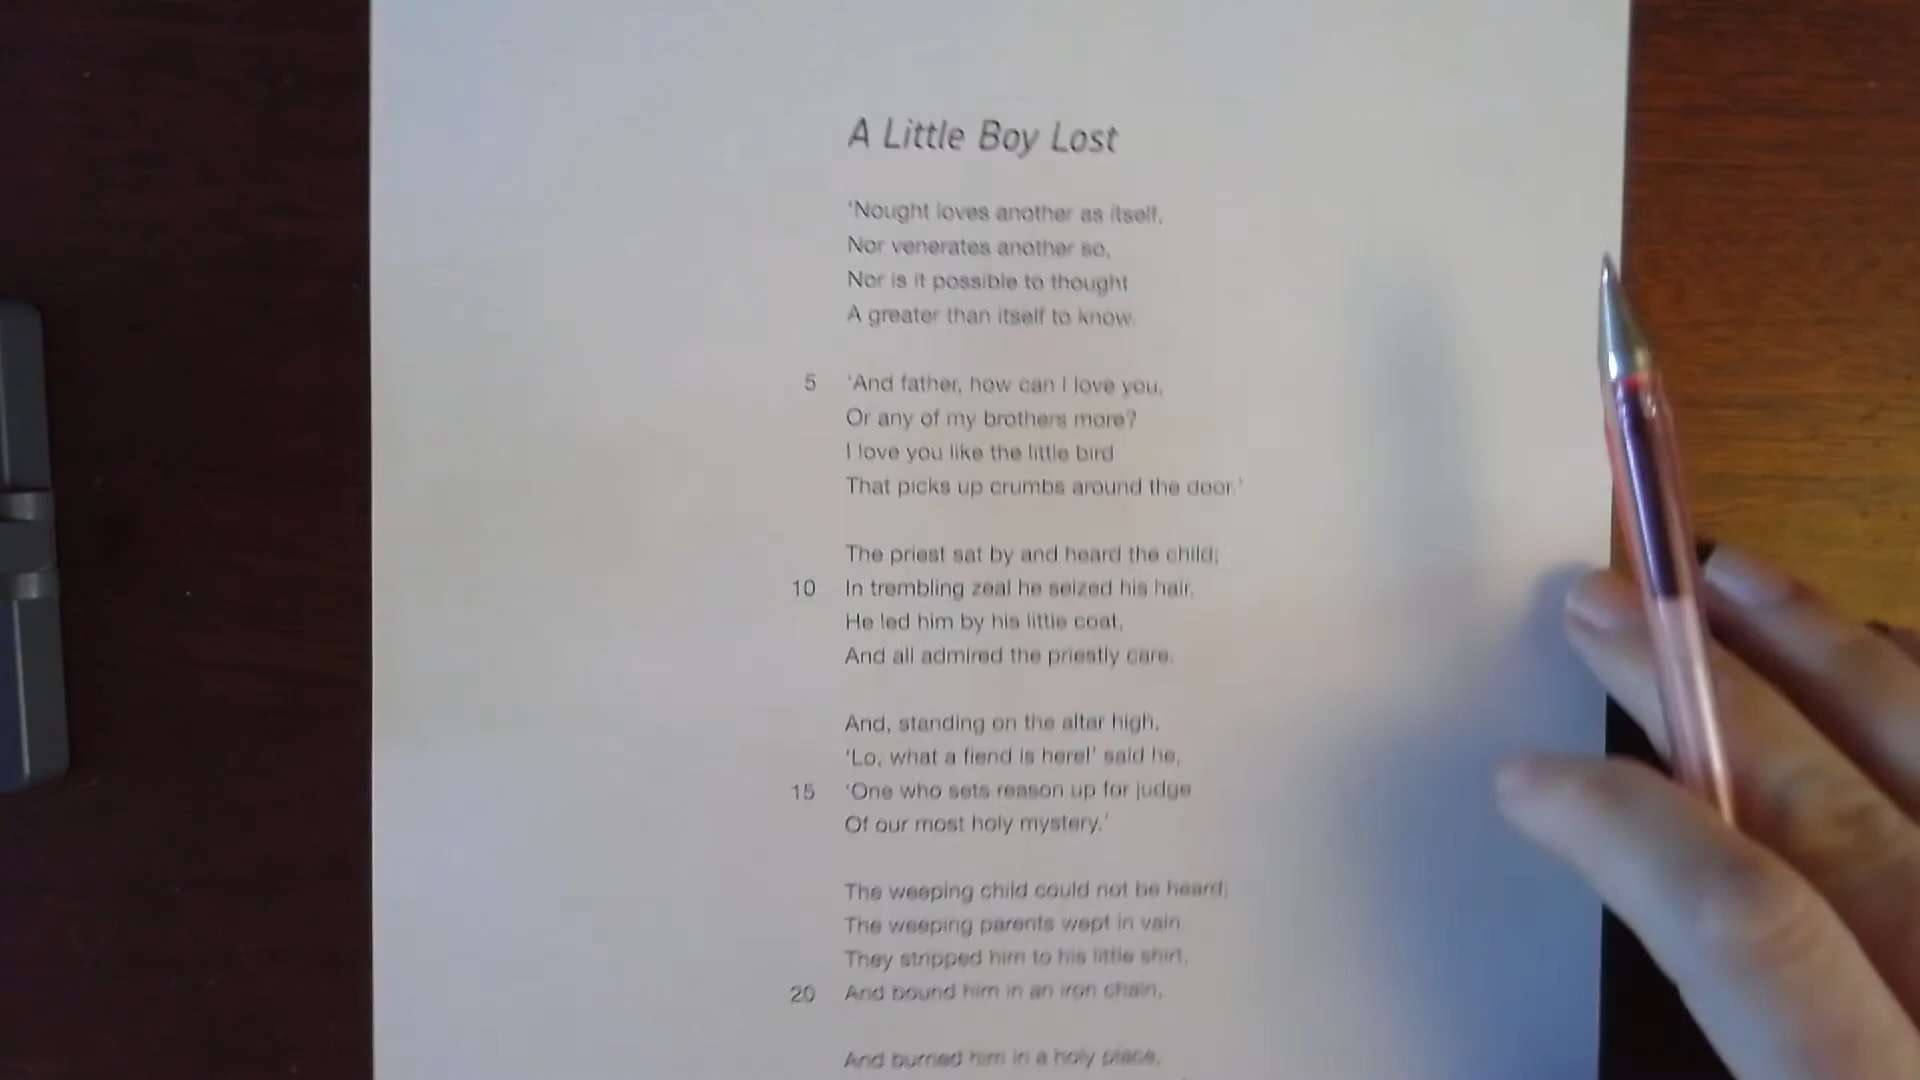 A Little Boy Lost
‘Nought loves another as itself,
Nor venerates another so,
Nor is it possible to thought
A greater than itself to know.
5 ‘And father, how can I love you,
Or any of my brothers more?
I love you like the little bird
That picks up crumbs around the door.’
The priest sat by and heard the child;
10 In trembling zeal he seized his hair,
He led him by his little coat,
And all admired the priestly care.
And, standing on the altar high,
‘Lo, what a fiend is here!’ said he,
15 ‘One who sets reason up for judge
Of our most holy mystery.’
The weeping child could not be heard;
The weeping parents wept in vain.
They stripped him to his little shirt,
20 And bound him in an iron chain,
And burned him in a holy place,